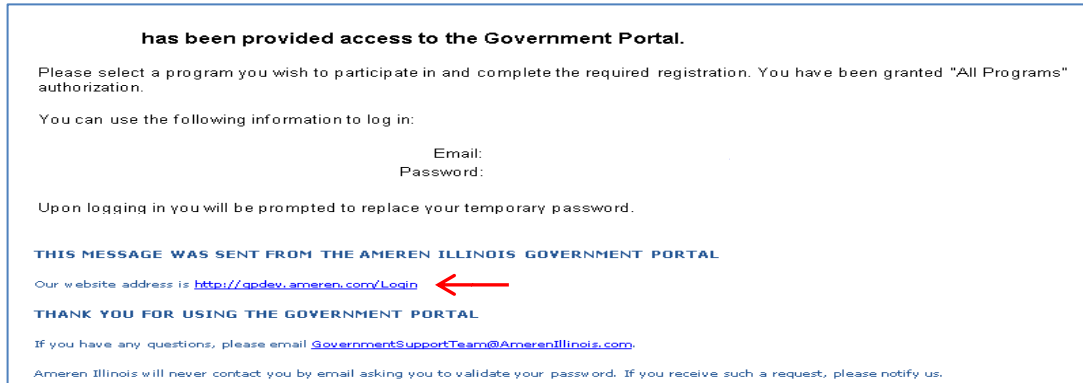 has been provided access to the Government Portal.
Please select a program you wish to participate in and complete the required registration. You have been granted "All Programs"
authorization.
You can use the following information to log in:
Email:
Password:
Upon logging in you will be prompted to replace your temporary password.
THIS MESSAGE WAS SENT FROM THE AMEREN ILLINOIS GOVERNMENT PORTAL
Our website address is http://gpdev.ameren.com/Login
THANK YOU FOR USING THE GOVERNMENT PORTAL
If you have any questions, please email GovernmentSupportTeam@AmerenIllinois.com.
Ameren Illinois will never contact you by email asking you to validate your password. If you receive such a request, please notify us.